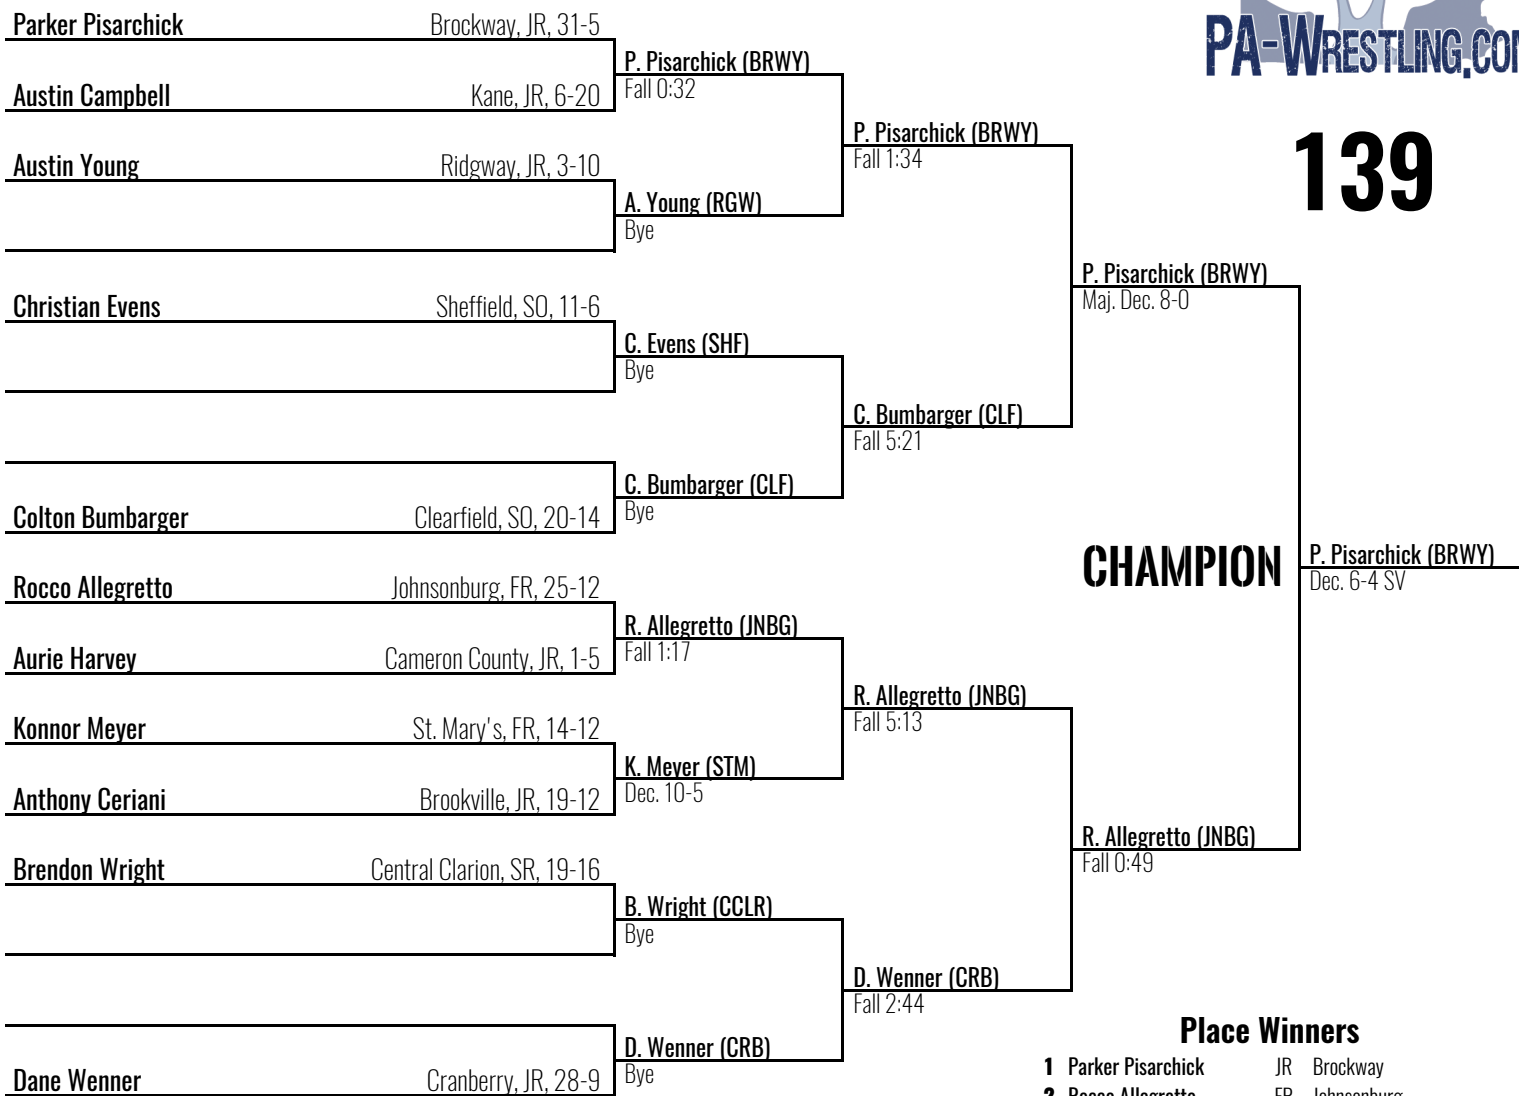 Parker Pisarchick Brockway, JR, 31-5
PA-WRESTLING.COM
P. Pisarchick (BRWY)
Fall 0:32
Austin Campbell Kane, JR, 6-20
P. Pisarchick (BRWY)
Fall 1:34
139
Austin Young Ridgway, JR, 3-10
A. Young (RGW)
Bye
P. Pisarchick (BRWY)
Maj. Dec. 8-0
Christian Evens Sheffield, SO, 11-6
C. Evens (SHF)
Bye
C. Bumbarger (CLF)
Fall 5:21
C. Bumbarger (CLF)
Bye
Colton Bumbarger Clearfield, SO, 20-14
CHAMPION
P. Pisarchick (BRWY)
Dec. 6-4 SV
Rocco Allegretto Johnsonburg, FR, 25-12
R. Allegretto (JNBG)
Fall 1:17
Aurie Harvey Cameron County, JR, 1-5
R. Allegretto (JNBG)
Fall 5:13
Konnor Meyer St. Mary's, FR, 14-12
K. Meyer (STM)
Dec. 10-5
Anthony Ceriani Brookville, JR, 19-12
R. Allegretto (JNBG)
Fall 0:49
Brendon Wright Central Clarion, SR, 19-16
B. Wright (CCLR)
Bye
D. Wenner (CRB)
Fall 2:44
D. Wenner (CRB)
Bye
Dane Wenner Cranberry, JR, 28-9
Place Winners
1 Parker Pisarchick JR Brockway
2 Rocco Allegretto FR Johnsonburg